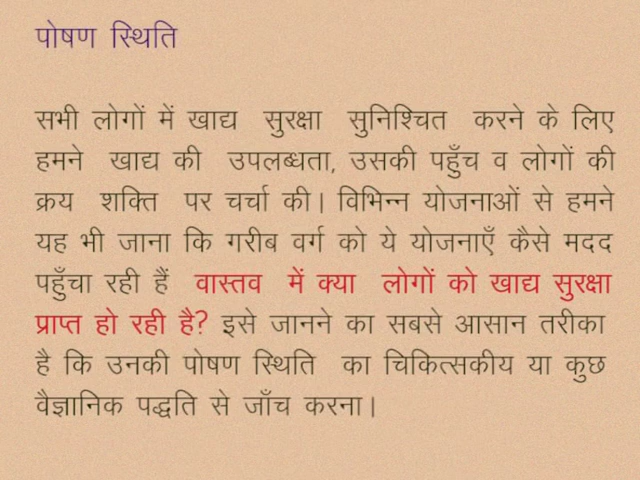 पोषण स्थिति
सभी लोगों में खाद्य सुरक्षा सुनिश्चित करने के लिए
हमने खाद्य की उपलब्धता, उसकी पहुँच व लोगों की
क्रय शक्ति पर चर्चा की। विभिन्न योजनाओं से हमने
यह भी जाना कि गरीब वर्ग को ये योजनाएँ कैसे मदद
पहुँचा रही हैं वास्तव में क्या लोगों को खाद्य सुरक्षा
प्राप्त हो रही है? इसे जानने का सबसे आसान तरीका
है कि उनकी पोषण स्थिति का चिकित्सकीय या कुछ
वैज्ञानिक पद्धति से जाँच करना।